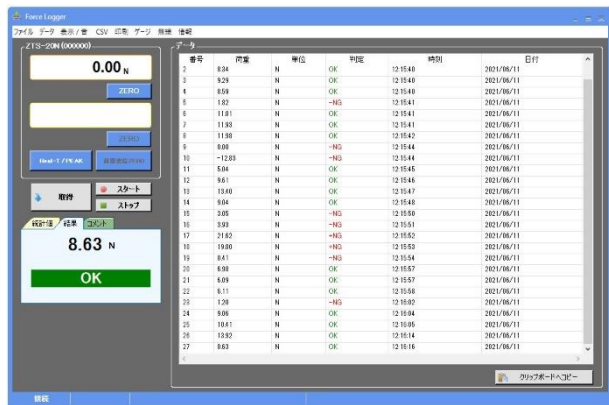 Force Logger
ファイル データ 表示/音 CSV 印刷 ゲージ 無線 情報
ZTS-20N (000000)
0.00 N
ZERO
ZERO
Real-T /PEAK
取得
スタート
ストップ
統計値 結果 コメント
8.63 N
OK
データ
番号 荷重 単位 判定 時刻 日付
2 8.34 N OK 12:15:40 2021/06/11
3 9.29 N OK 12:15:40 2021/06/11
4 8.59 N OK 12:15:40 2021/06/11
5 1.82 N -NG 12:15:41 2021/06/11
6 11.01 N OK 12:15:41 2021/06/11
7 11.93 N OK 12:15:41 2021/06/11
8 11.98 N OK 12:15:42 2021/06/11
9 0.00 N -NG 12:15:44 2021/06/11
10 -12.83 N -NG 12:15:44 2021/06/11
11 5.04 N OK 12:15:45 2021/06/11
12 9.61 N OK 12:15:46 2021/06/11
13 13.40 N OK 12:15:47 2021/06/11
14 9.04 N OK 12:15:48 2021/06/11
15 3.05 N -NG 12:15:50 2021/06/11
16 3.93 N -NG 12:15:51 2021/06/11
17 21.62 N +NG 12:15:52 2021/06/11
18 19.80 N +NG 12:15:53 2021/06/11
19 N -NG 12:15:54 2021/06/11
20 6.98 N OK 12:15:57 2021/06/11
21 6.09 N OK 12:15:57 2021/06/11
22 6.11 N OK 12:15:58 2021/06/11
23 1.20 N -NG 12:16:02 2021/06/11
24 9.06 N OK 12:16:04 2021/06/11
25 10.41 N OK 12:16:05 2021/06/11
26 13.92 N OK 12:16:14 2021/06/11
27 8.63 N OK 12:16:16 2021/06/11
クリップボードへコピー
接続